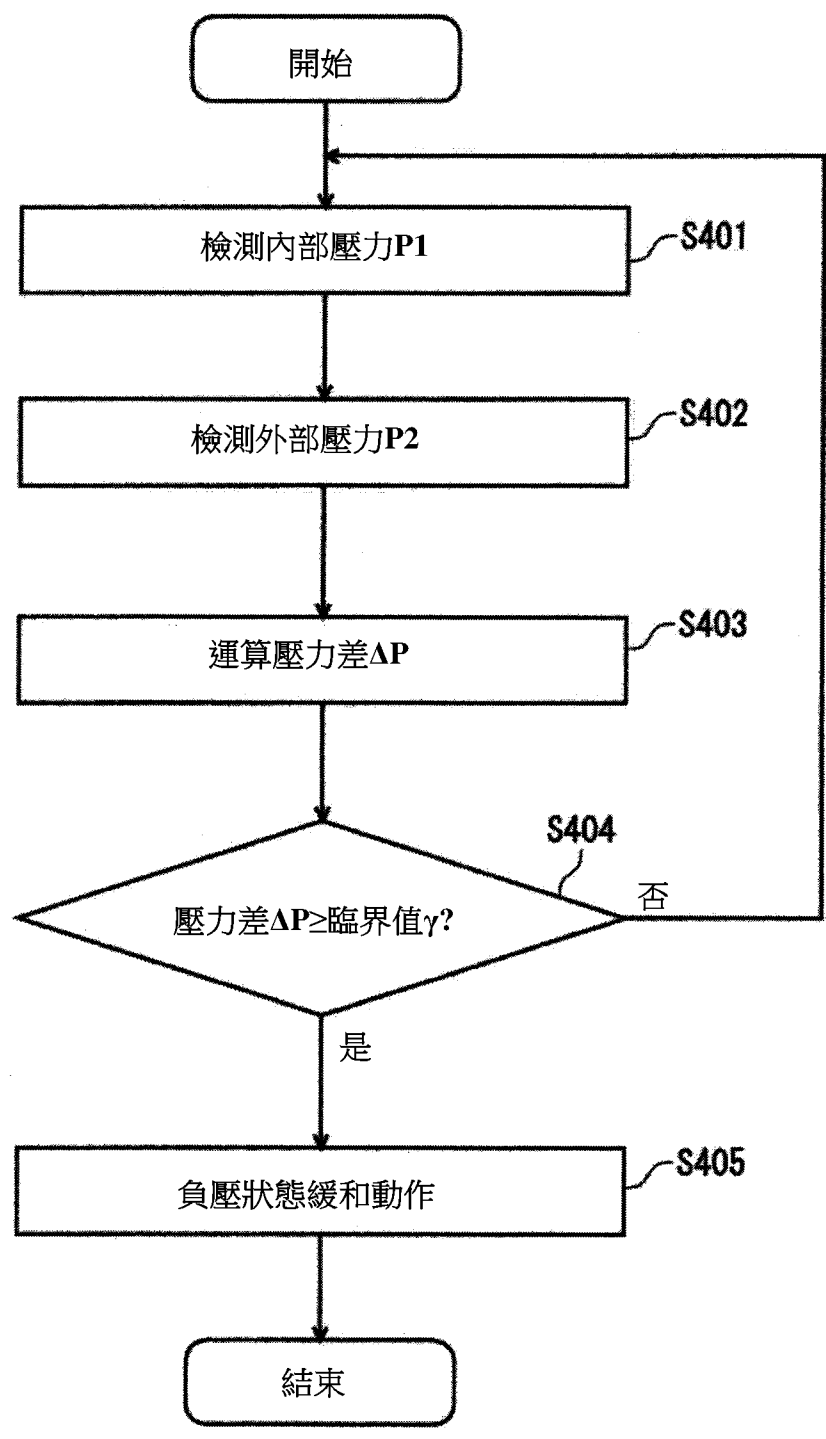 開始
檢測內部壓力P1
S401
檢測外部壓力P2
S402
運算壓力差ΔP
S403
S404
壓力差ΔP≥臨界值γ?
否
是
負壓狀態緩和動作
S405
結束